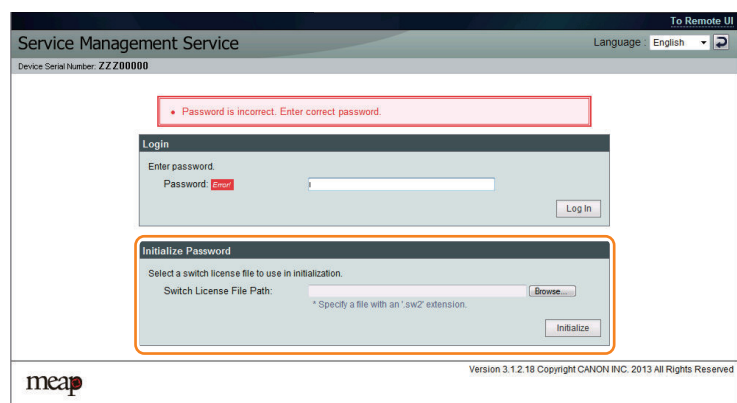 To Remote UI
Service Management Service
Language : English
Device Serial Number: ZZZ00000
• Password is incorrect. Enter correct password.
Login
Enter password.
Password: Error!
Log In
Initialize Password
Select a switch license file to use in initialization.
Switch License File Path: Browse...
* Specify a file with an '.sw2' extension.
Initialize
Version 3.1.2.18 Copyright CANON INC. 2013 All Rights Reserved
meap